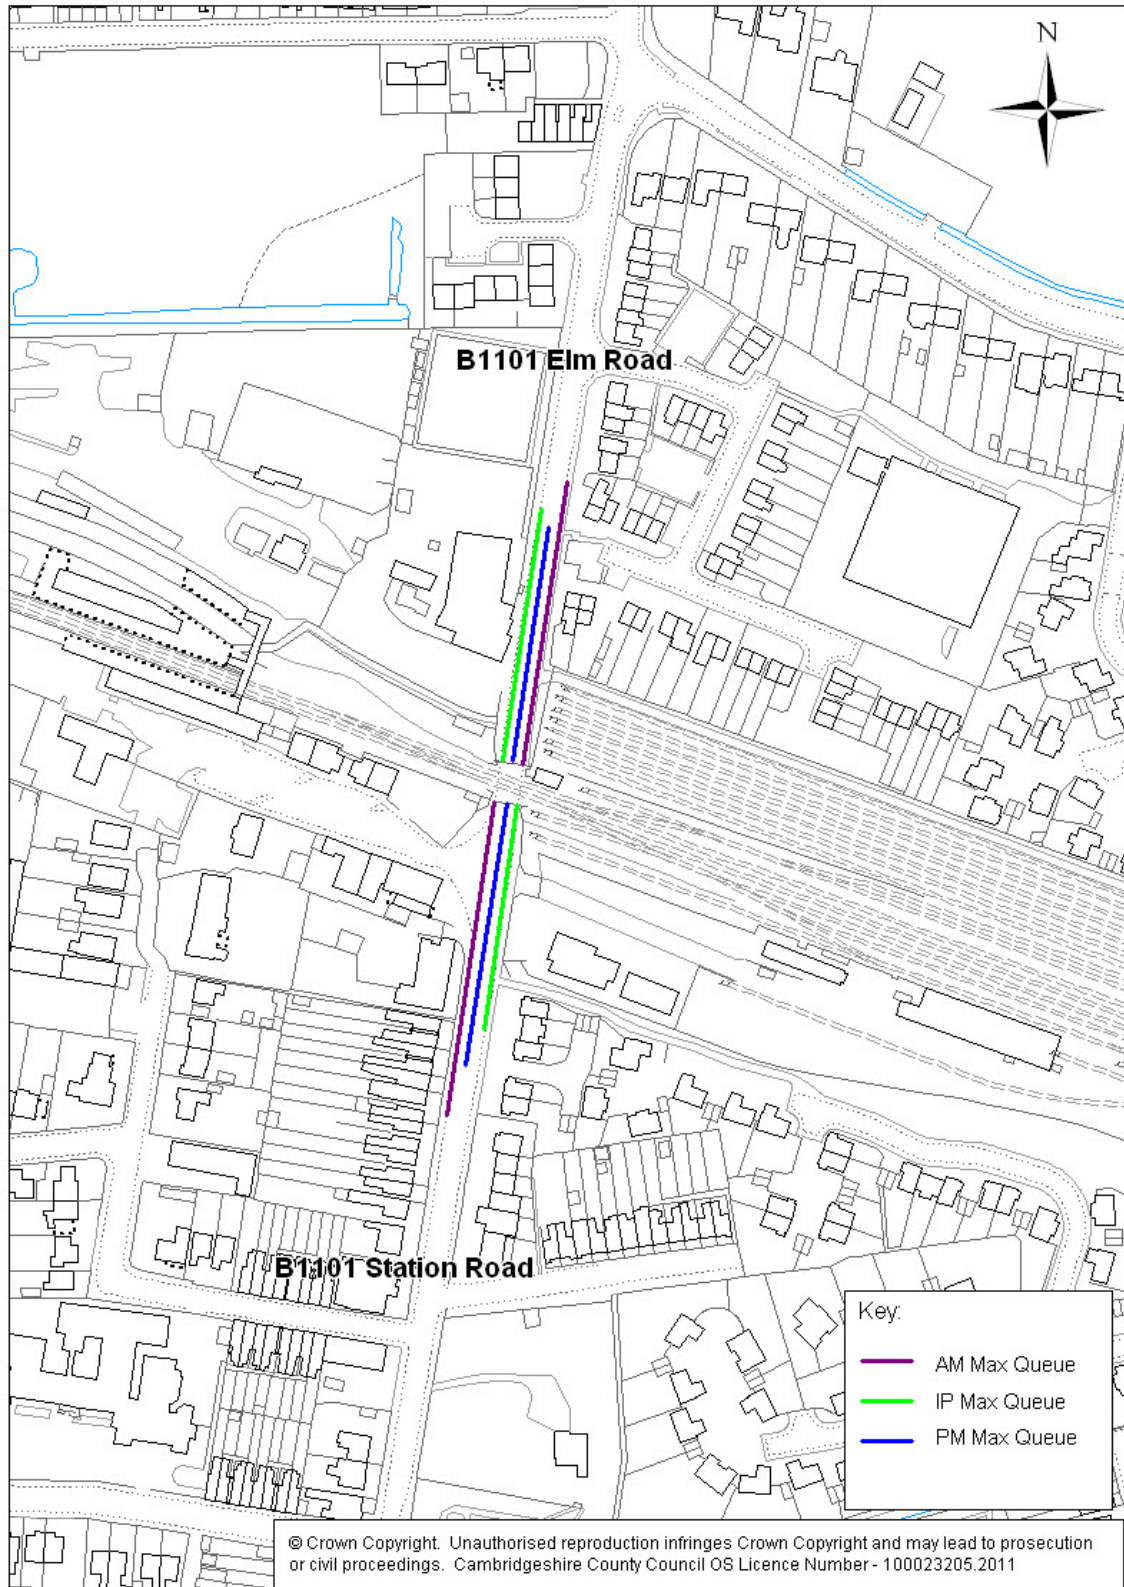 N
B1101 Elm Road
B1101 Station Road
Key:
AM Max Queue
IP Max Queue
PM Max Queue
© Crown Copyright. Unauthorised reproduction infringes Crown Copyright and may lead to prosecution
or civil proceedings. Cambridgeshire County Council OS Licence Number - 100023205.2011